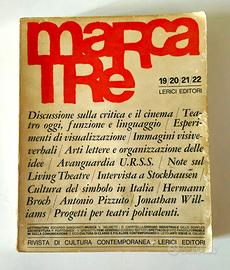 marca
tre
19/20/21/22
LERICI EDITORI
Discussione sulla critica e il cinema / Tea-
tro oggi, funzione e linguaggio / Esperi-
menti di visualizzazione / Immagini visive
verbali / Arti lettere e organizzazione delle
idee / Avanguardia U.R.S.S. / Note sul
Living Theatre / Intervista a Stockhausen
Cultura del simbolo in Italia / Hermann
Broch / Antonio Pizzuto / Jonathan Wil-
iams / Progetti per teatri polivalenti.
RIVISTA DI CULTURA CONTEMPORANEA LERICI EDITORI